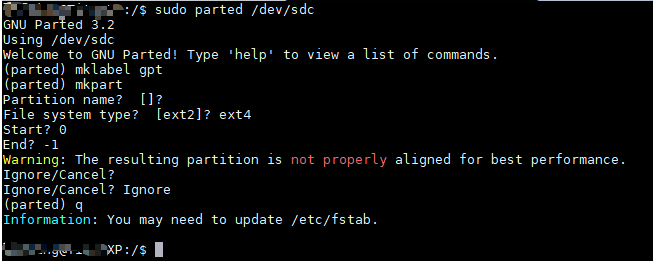 :/$ sudo parted /dev/sdc
GNU Parted 3.2
Using /dev/sdc
Welcome to GNU Parted! Type 'help' to view a list of commands.
(parted) mklabel gpt
(parted) mkpart
Partition name?  []?
File system type?  [ext2]? ext4
Start? 0
End? -1
Warning: The resulting partition is not properly aligned for best performance.
Ignore/Cancel?
Ignore/Cancel? Ignore
(parted) q
Information: You may need to update /etc/fstab.
XP:/$